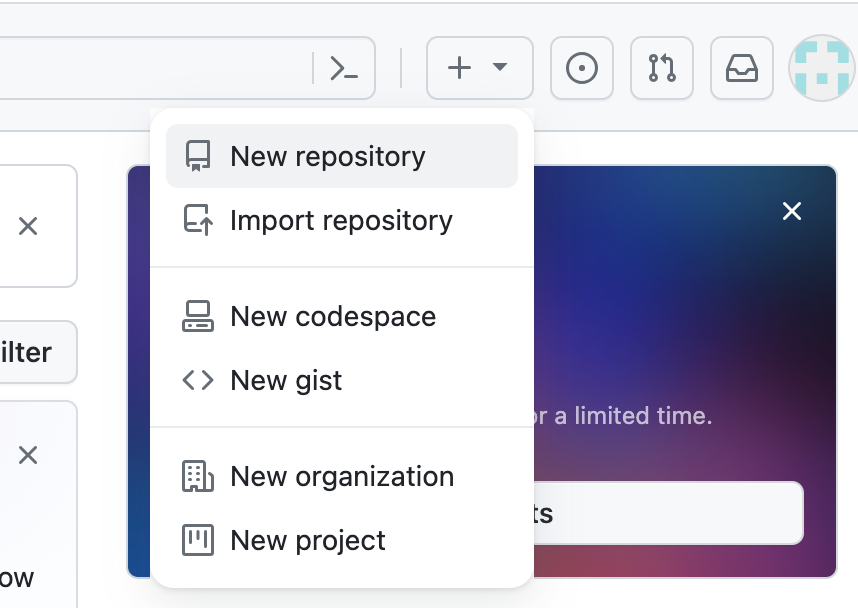 New repository
Import repository
New codespace
New gist
New organization
New project
ilter
or a limited time.
ts
ow